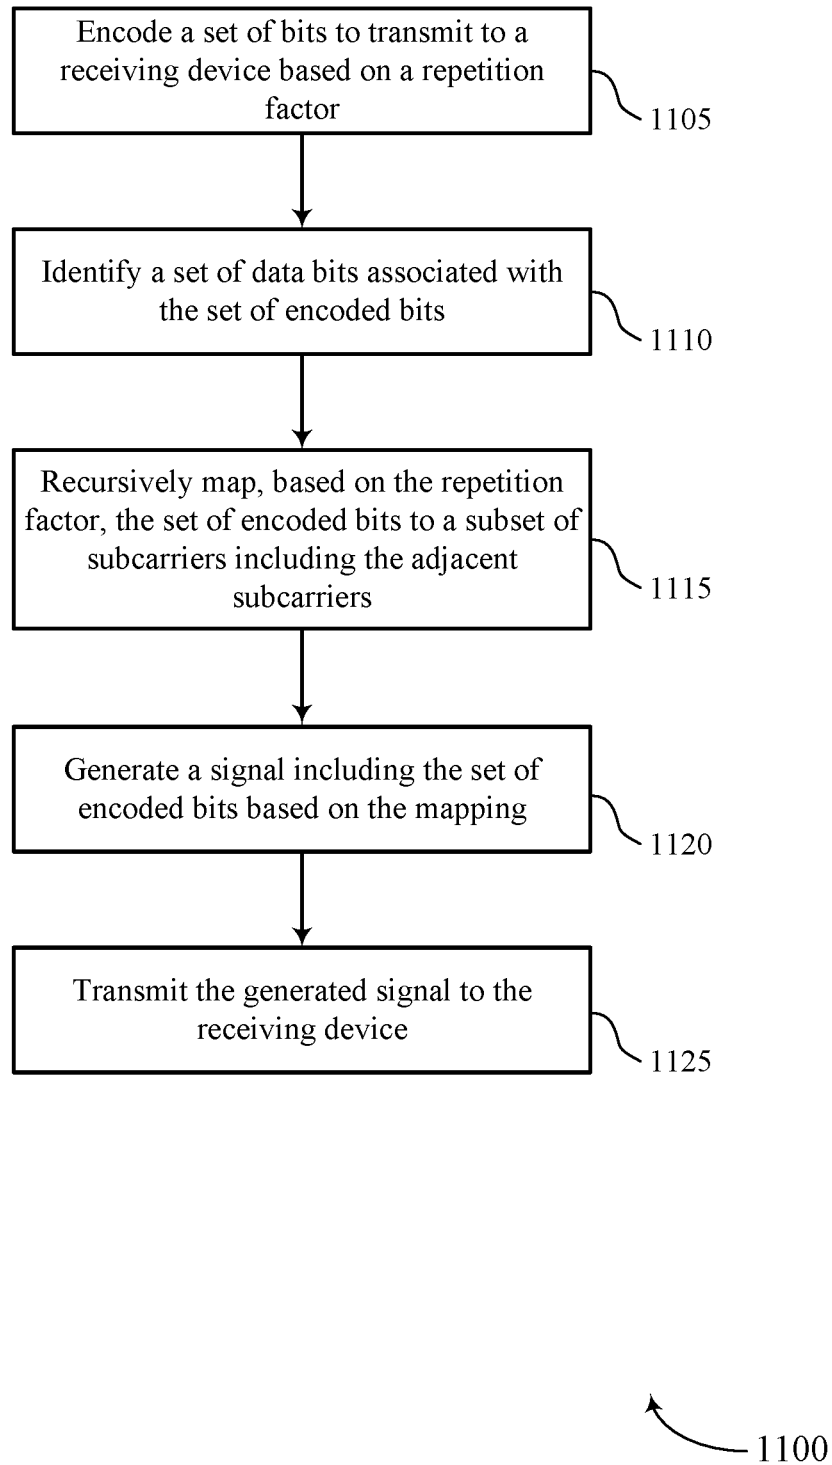 Encode a set of bits to transmit to a
receiving device based on a repetition
factor
1105
Identify a set of data bits associated with
the set of encoded bits
1110
Recursively map, based on the repetition
factor, the set of encoded bits to a subset of
subcarriers including the adjacent
subcarriers
1115
Generate a signal including the set of
encoded bits based on the mapping
1120
Transmit the generated signal to the
receiving device
1125
1100